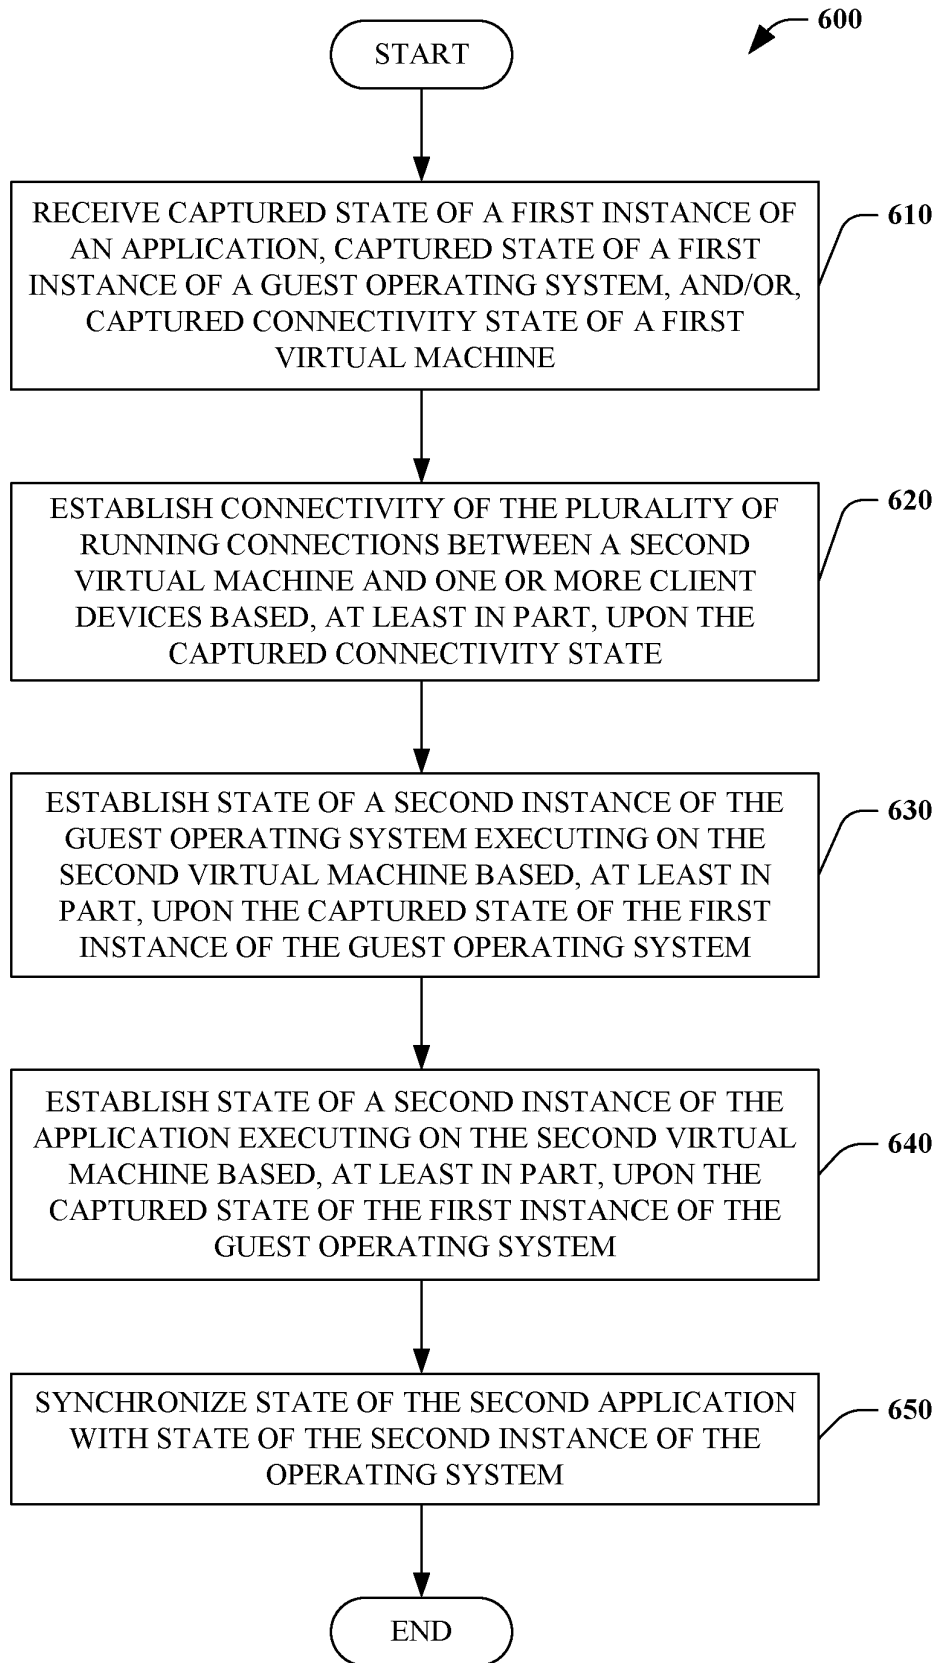 600
START
RECEIVE CAPTURED STATE OF A FIRST INSTANCE OF
AN APPLICATION, CAPTURED STATE OF A FIRST
INSTANCE OF A GUEST OPERATING SYSTEM, AND/OR,
CAPTURED CONNECTIVITY STATE OF A FIRST
VIRTUAL MACHINE
610
ESTABLISH CONNECTIVITY OF THE PLURALITY OF
RUNNING CONNECTIONS BETWEEN A SECOND
VIRTUAL MACHINE AND ONE OR MORE CLIENT
DEVICES BASED, AT LEAST IN PART, UPON THE
CAPTURED CONNECTIVITY STATE
620
ESTABLISH STATE OF A SECOND INSTANCE OF THE
GUEST OPERATING SYSTEM EXECUTING ON THE
SECOND VIRTUAL MACHINE BASED, AT LEAST IN
PART, UPON THE CAPTURED STATE OF THE FIRST
INSTANCE OF THE GUEST OPERATING SYSTEM
630
ESTABLISH STATE OF A SECOND INSTANCE OF THE
APPLICATION EXECUTING ON THE SECOND VIRTUAL
MACHINE BASED, AT LEAST IN PART, UPON THE
CAPTURED STATE OF THE FIRST INSTANCE OF THE
GUEST OPERATING SYSTEM
640
SYNCHRONIZE STATE OF THE SECOND APPLICATION
WITH STATE OF THE SECOND INSTANCE OF THE
OPERATING SYSTEM
650
END